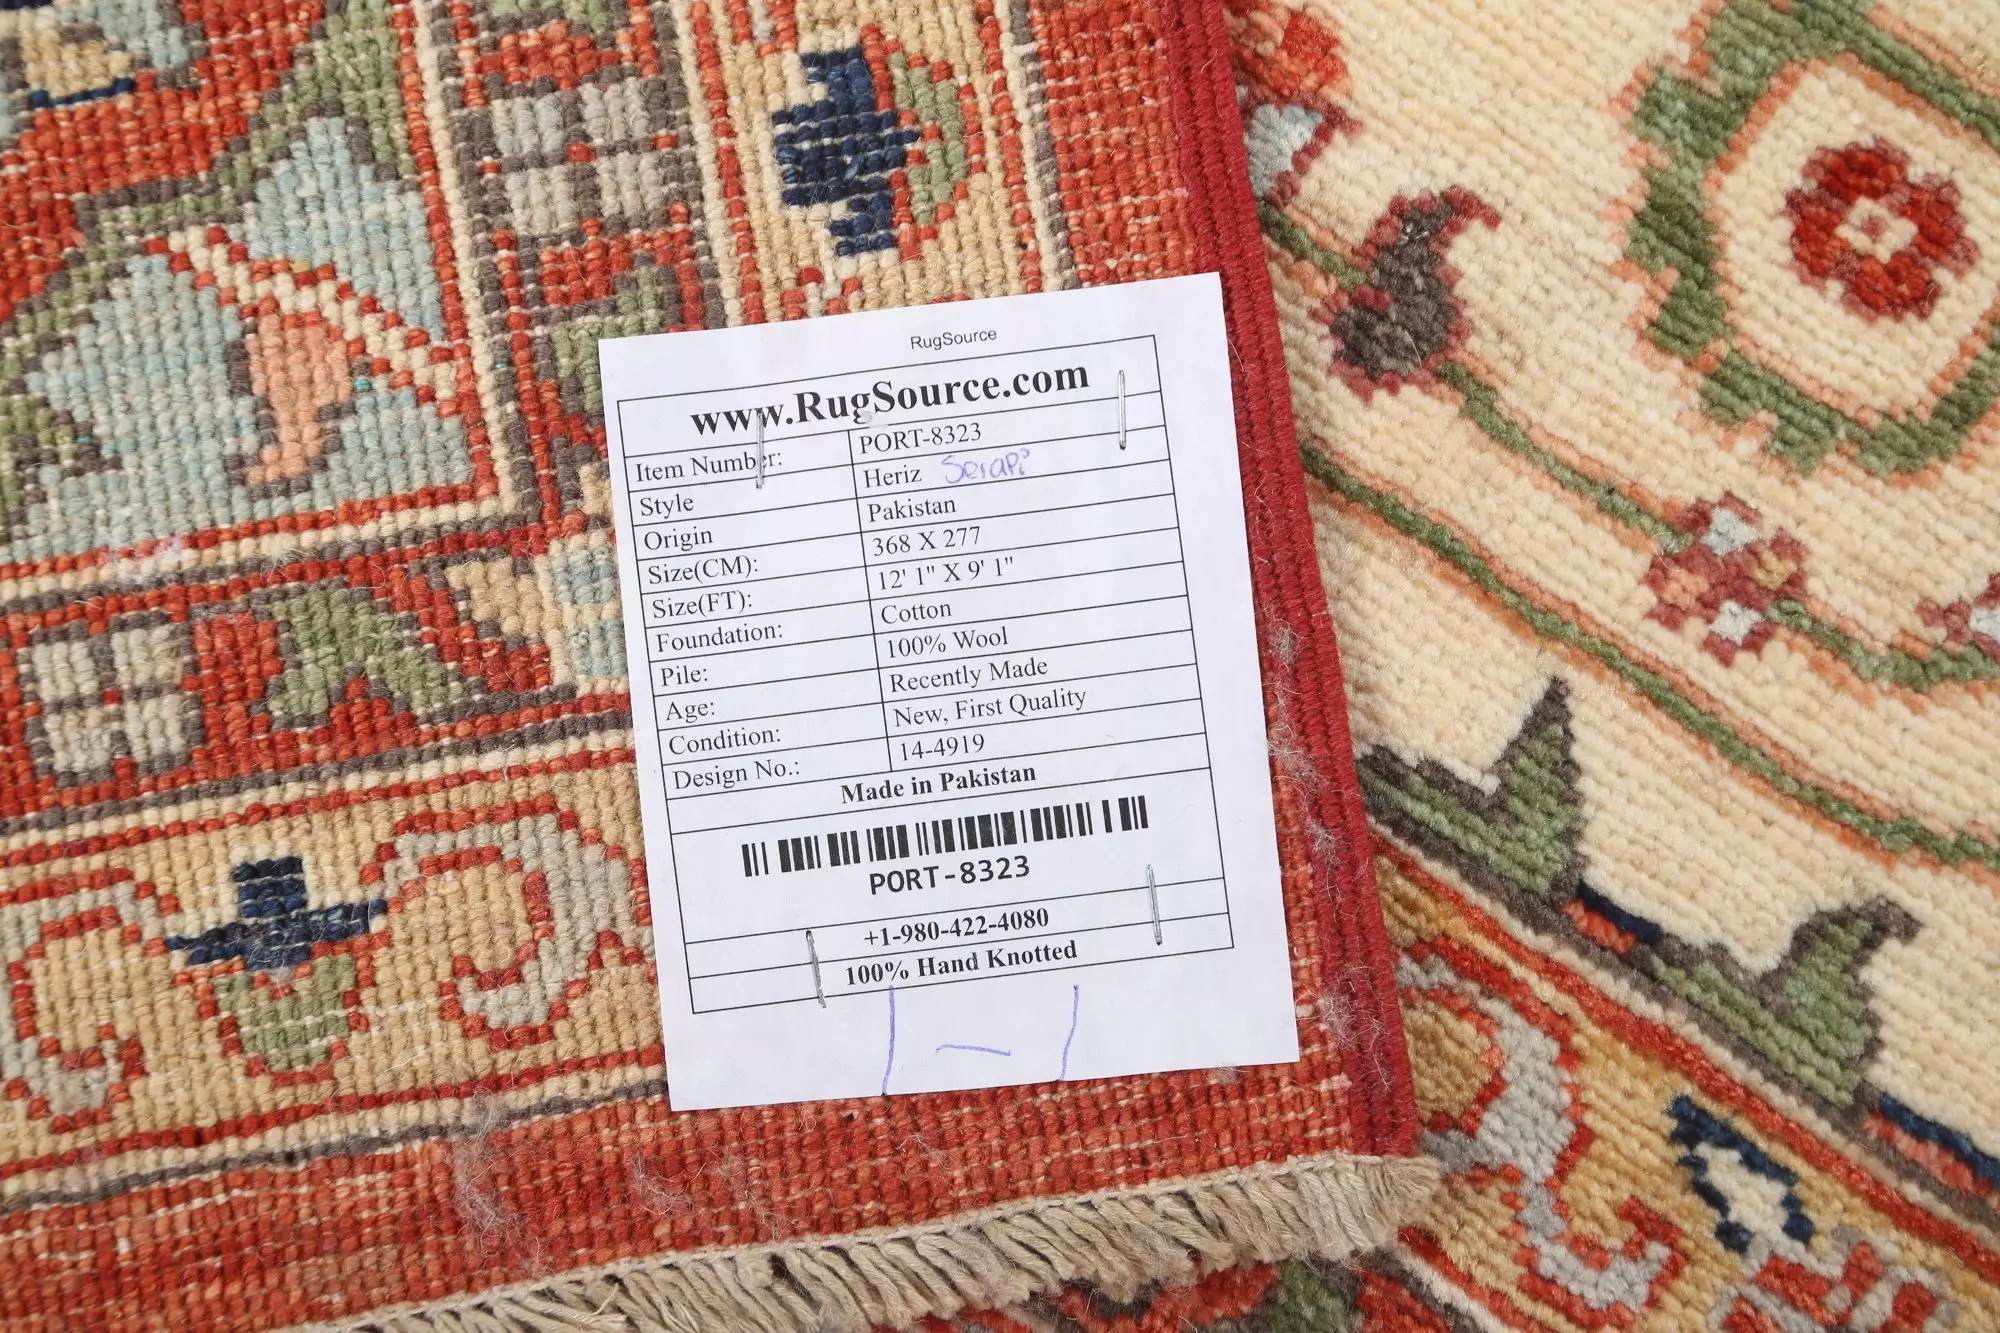 RugSource
www.RugSource.com
Item Number: PORT-8323
Style Heriz Serapi
Origin Pakistan
Size(CM): 368 X 277
Size(FT): 12' 1" X 9' 1"
Foundation: Cotton
Pile: 100% Wool
Age: Recently Made
Condition: New, First Quality
Design No.: 14-4919
Made in Pakistan
PORT-8323
+1-980-422-4080
100% Hand Knotted
1-1